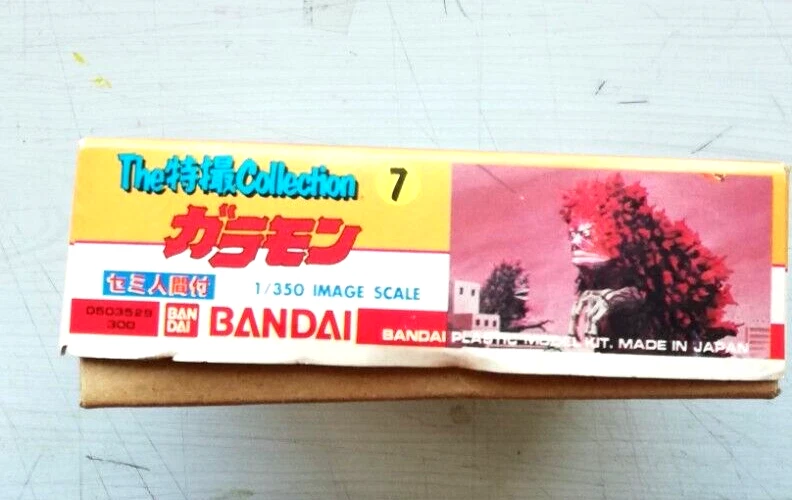 The特撮Collection 7
ガラモン
セミ人間付 1/350 IMAGE SCALE
0503529
300
BAN
DAI
BANDAI
BANDAI PLASTIC MODEL KIT. MADE IN JAPAN